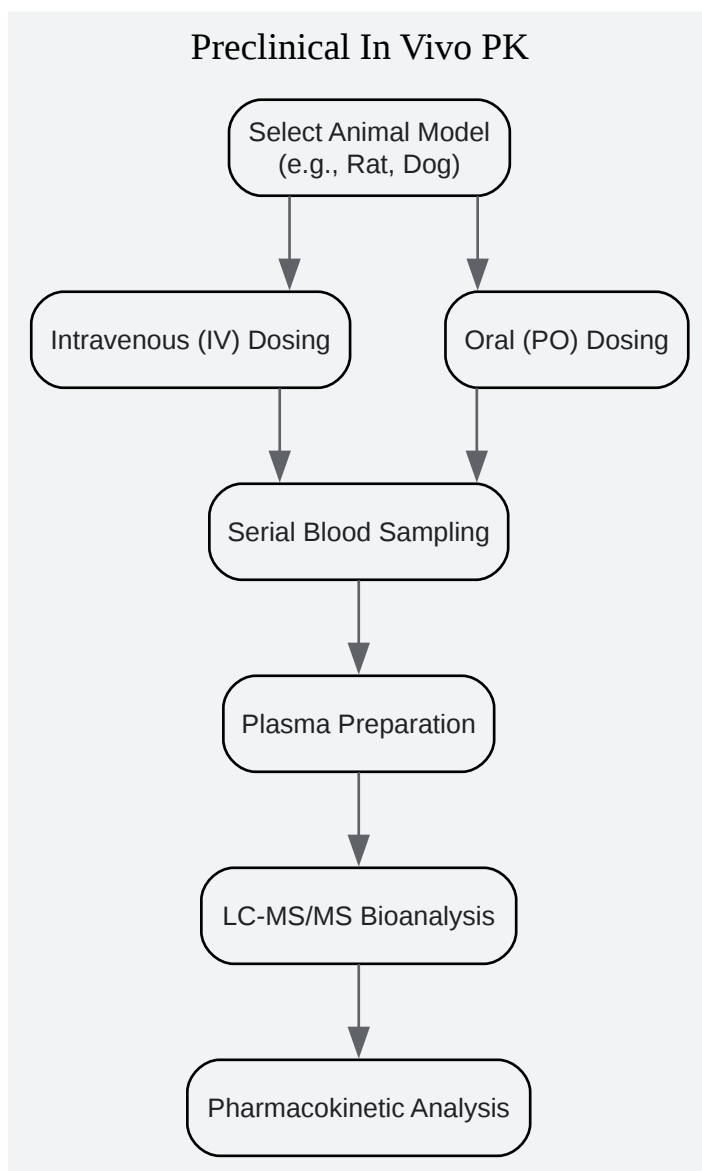 Preclinical In Vivo PK
Select Animal Model
(e.g., Rat, Dog)
Intravenous (IV) Dosing
Oral (PO) Dosing
Serial Blood Sampling
Plasma Preparation
LC-MS/MS Bioanalysis
Pharmacokinetic Analysis